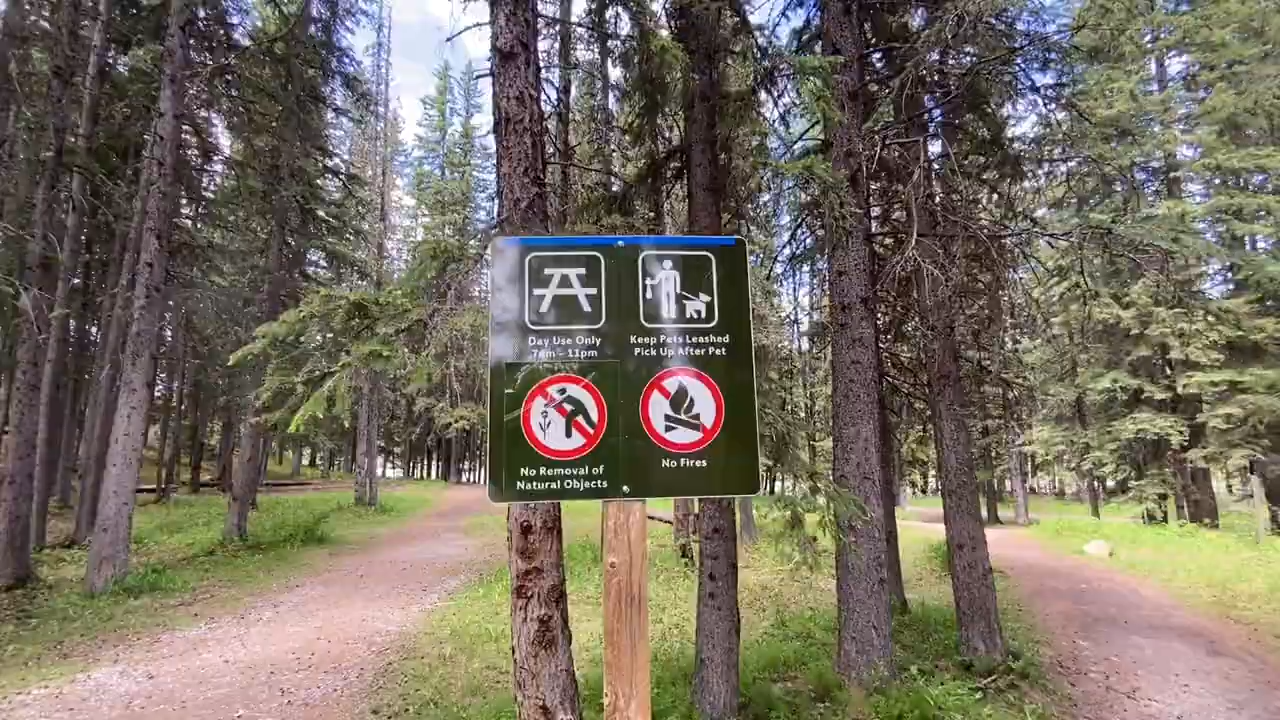 Day Use Only
7am - 11pm
Keep Pets Leashed
Pick Up After Pet
No Removal of
Natural Objects
No Fires